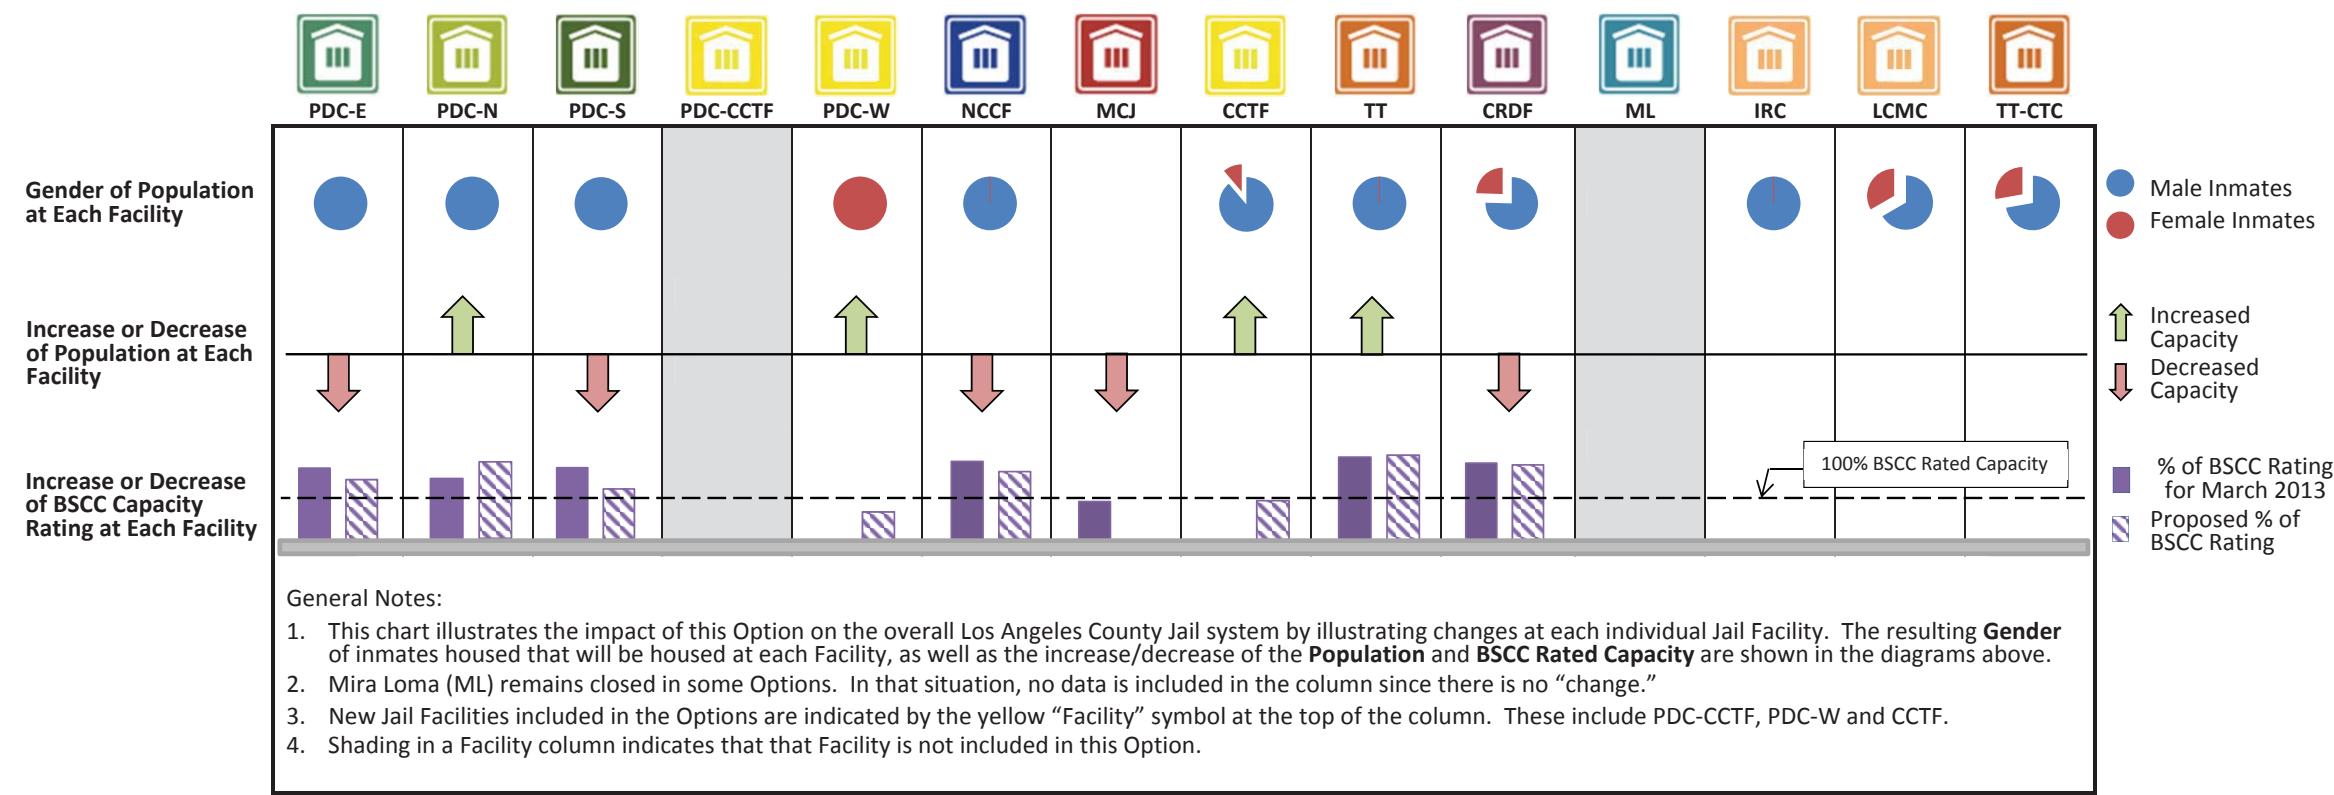 PDC-E PDC-N PDC-S PDC-CCTF PDC-W NCCF MCJ CCTF TT CRDF ML IRC LCMC TT-CTC
Gender of Population
at Each Facility
Male Inmates
Female Inmates
Increase or Decrease
of Population at Each
Facility
Increased
Capacity
Decreased
Capacity
Increase or Decrease
of BSCC Capacity
Rating at Each Facility
100% BSCC Rated Capacity
% of BSCC Rating
for March 2013
Proposed % of
BSCC Rating
General Notes:
1. This chart illustrates the impact of this Option on the overall Los Angeles County Jail system by illustrating changes at each individual Jail Facility. The resulting Gender
of inmates housed that will be housed at each Facility, as well as the increase/decrease of the Population and BSCC Rated Capacity are shown in the diagrams above.
2. Mira Loma (ML) remains closed in some Options. In that situation, no data is included in the column since there is no “change.”
3. New Jail Facilities included in the Options are indicated by the yellow “Facility” symbol at the top of the column. These include PDC-CCTF, PDC-W and CCTF.
4. Shading in a Facility column indicates that that Facility is not included in this Option.